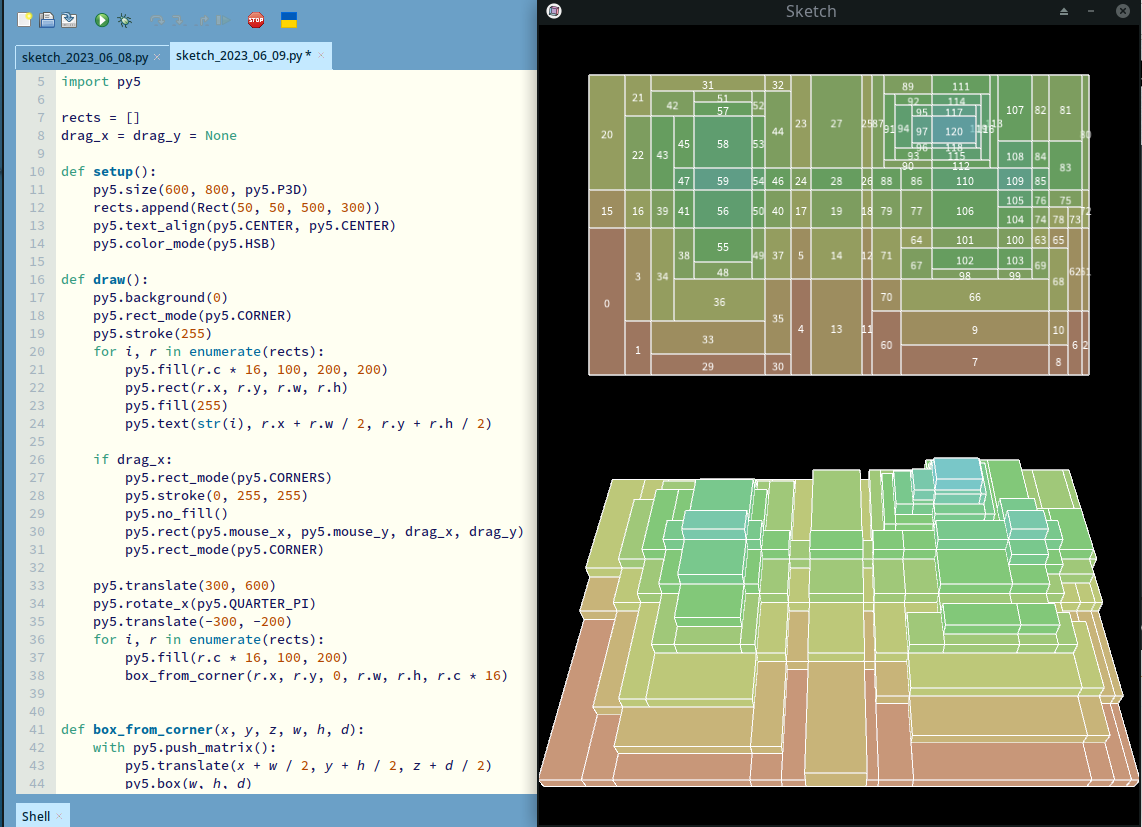 STOP
Sketch
sketch_2023_06_08.py ×
sketch_2023_06_09.py * ×
5 import py5
6
7 rects = []
8 drag_x = drag_y = None
9
10 def setup():
11 py5.size(600, 800, py5.P3D)
12 rects.append(Rect(50, 50, 500, 300))
13 py5.text_align(py5.CENTER, py5.CENTER)
14 py5.color_mode(py5.HSB)
15
16 def draw():
17 py5.background(0)
18 py5.rect_mode(py5.CORNER)
19 py5.stroke(255)
20 for i, r in enumerate(rects):
21 py5.fill(r.c * 16, 100, 200, 200)
22 py5.rect(r.x, r.y, r.w, r.h)
23 py5.fill(255)
24 py5.text(str(i), r.x + r.w / 2, r.y + r.h / 2)
25
26 if drag_x:
27 py5.rect_mode(py5.CORNERS)
28 py5.stroke(0, 255, 255)
29 py5.no_fill()
30 py5.rect(py5.mouse_x, py5.mouse_y, drag_x, drag_y)
31 py5.rect_mode(py5.CORNER)
32
33 py5.translate(300, 600)
34 py5.rotate_x(py5.QUARTER_PI)
35 py5.translate(-300, -200)
36 for i, r in enumerate(rects):
37 py5.fill(r.c * 16, 100, 200)
38 box_from_corner(r.x, r.y, 0, r.w, r.h, r.c * 16)
39
40
41 def box_from_corner(x, y, z, w, h, d):
42 with py5.push_matrix():
43 py5.translate(x + w / 2, y + h / 2, z + d / 2)
44 py5.box(w, h, d)
Shell ×
31 32 89 111
21 42 51 52 92 114
57 95 117 107 82 81
20 44 23 27 25 87 91 94 97 120
45 58 53 96 118
22 43 93 115 108 84 83
90 112
47 59 54 46 24 28 26 88 86 110 109 85
105 76 75
15 16 39 41 56 50 40 17 19 18 79 77 106 104 74 78 73 72
64 101 100 63 65
38 55 49 37 5 14 12 71 67 102 103 69
0 3 34 48 98 99 68 62
36 70 66
35 4 13 11 9 10
1 33 60 6 2
29 30 7 8